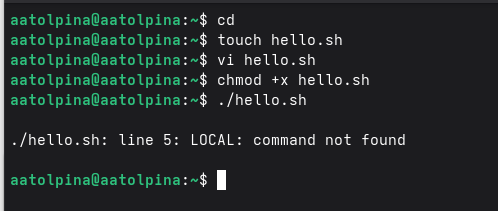 aatolpina@aatolpina:~$ cd
aatolpina@aatolpina:~$ touch hello.sh
aatolpina@aatolpina:~$ vi hello.sh
aatolpina@aatolpina:~$ chmod +x hello.sh
aatolpina@aatolpina:~$ ./hello.sh
./hello.sh: line 5: LOCAL: command not found
aatolpina@aatolpina:~$